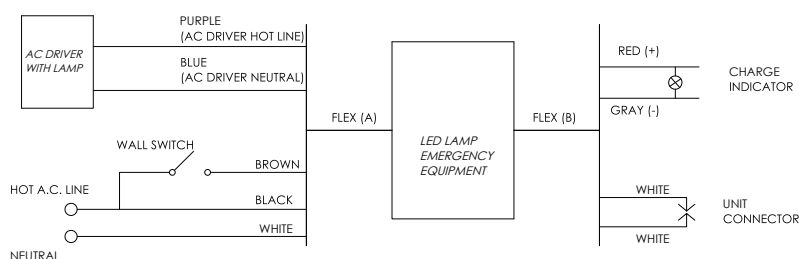 PURPLE
(AC DRIVER HOT LINE)
AC DRIVER
WITH LAMP
BLUE
(AC DRIVER NEUTRAL)
WALL SWITCH
BROWN
HOT A.C. LINE
BLACK
WHITE
NEUTRAL
FLEX (A)
LED LAMP
EMERGENCY
EQUIPMENT
FLEX (B)
RED (+)
CHARGE
INDICATOR
GRAY (-)
WHITE
UNIT
CONNECTOR
WHITE